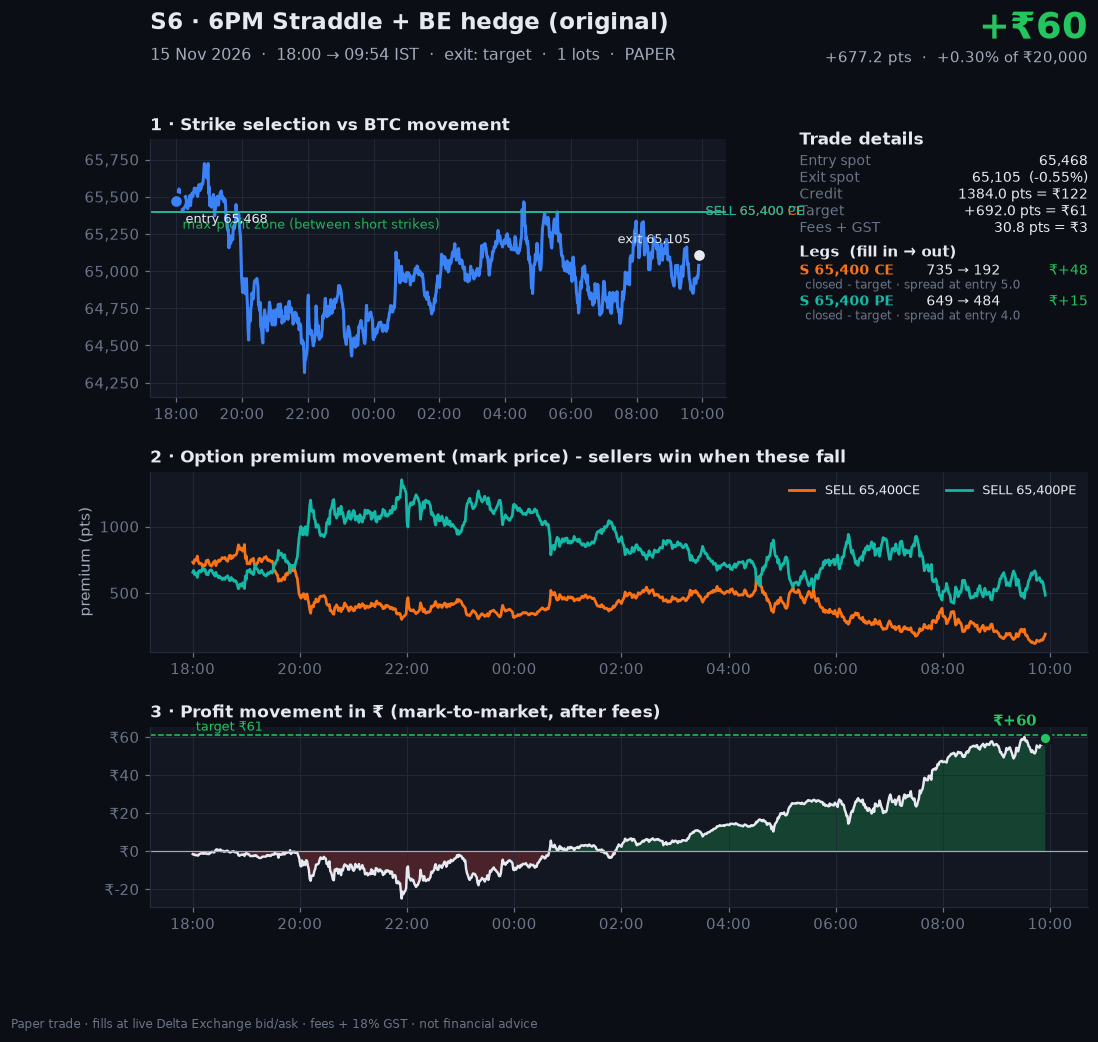 S6 · 6PM Straddle + BE hedge (original)
+₹60
15 Nov 2026 · 18:00 → 09:54 IST · exit: target · 1 lots · PAPER
+677.2 pts · +0.30% of ₹20,000
1 · Strike selection vs BTC movement
65,750
65,500
65,250
65,000
64,750
64,500
64,250
entry 65,468
max profit zone (between short strikes)
exit 65,105
SELL 65,400 PE
18:00 20:00 22:00 00:00 02:00 04:00 06:00 08:00 10:00
Trade details
Entry spot 65,468
Exit spot 65,105 (-0.55%)
Credit 1384.0 pts = ₹122
Target +692.0 pts = ₹61
Fees + GST 30.8 pts = ₹3
Legs (fill in → out)
S 65,400 CE 735 → 192 ₹+48
closed - target · spread at entry 5.0
S 65,400 PE 649 → 484 ₹+15
closed - target · spread at entry 4.0
2 · Option premium movement (mark price) - sellers win when these fall
SELL 65,400CE SELL 65,400PE
premium (pts)
1000
500
18:00 20:00 22:00 00:00 02:00 04:00 06:00 08:00 10:00
3 · Profit movement in ₹ (mark-to-market, after fees)
target ₹61
₹+60
₹60
₹40
₹20
₹0
₹-20
18:00 20:00 22:00 00:00 02:00 04:00 06:00 08:00 10:00
Paper trade · fills at live Delta Exchange bid/ask · fees + 18% GST · not financial advice